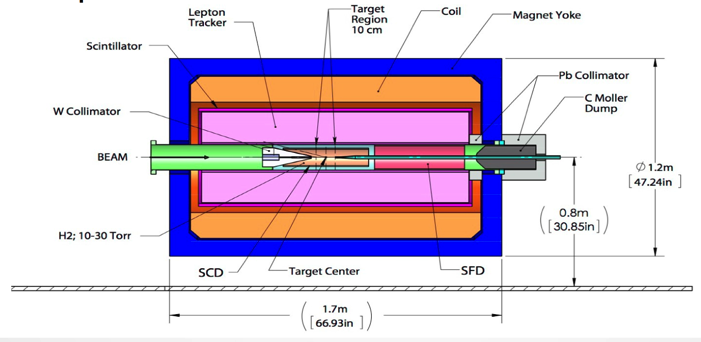 Lepton
Tracker
Target
Region
10 cm
Coil
Magnet Yoke
Scintillator
Pb Collimator
W Collimator
C Moller
Dump
BEAM
Ø 1.2m
[ 47.24in ]
( 0.8m
[ 30.85in ] )
H2; 10-30 Torr
SCD
Target Center
SFD
( 1.7m
[ 66.93in ] )